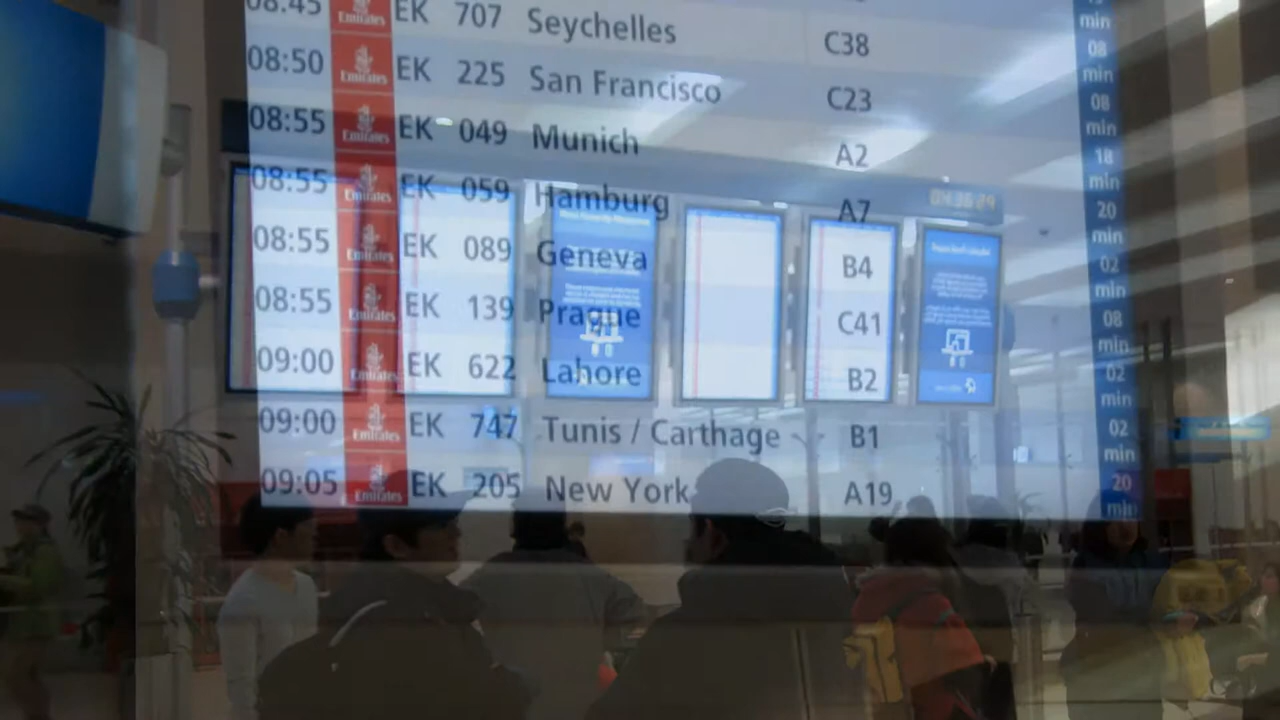 08:45 Emirates EK 707 Seychelles C38 min
08:50 Emirates EK 225 San Francisco C23 08 min
08:55 Emirates EK 049 Munich A2 08 min
08:55 Emirates EK 059 Hamburg A7 18 min
08:55 Emirates EK 089 Geneva B4 20 min
08:55 Emirates EK 139 Prague C41 02 min
09:00 Emirates EK 622 Lahore B2 08 min
09:00 Emirates EK 747 Tunis / Carthage B1 02 min
09:05 Emirates EK 205 New York A19 02 min
20 min